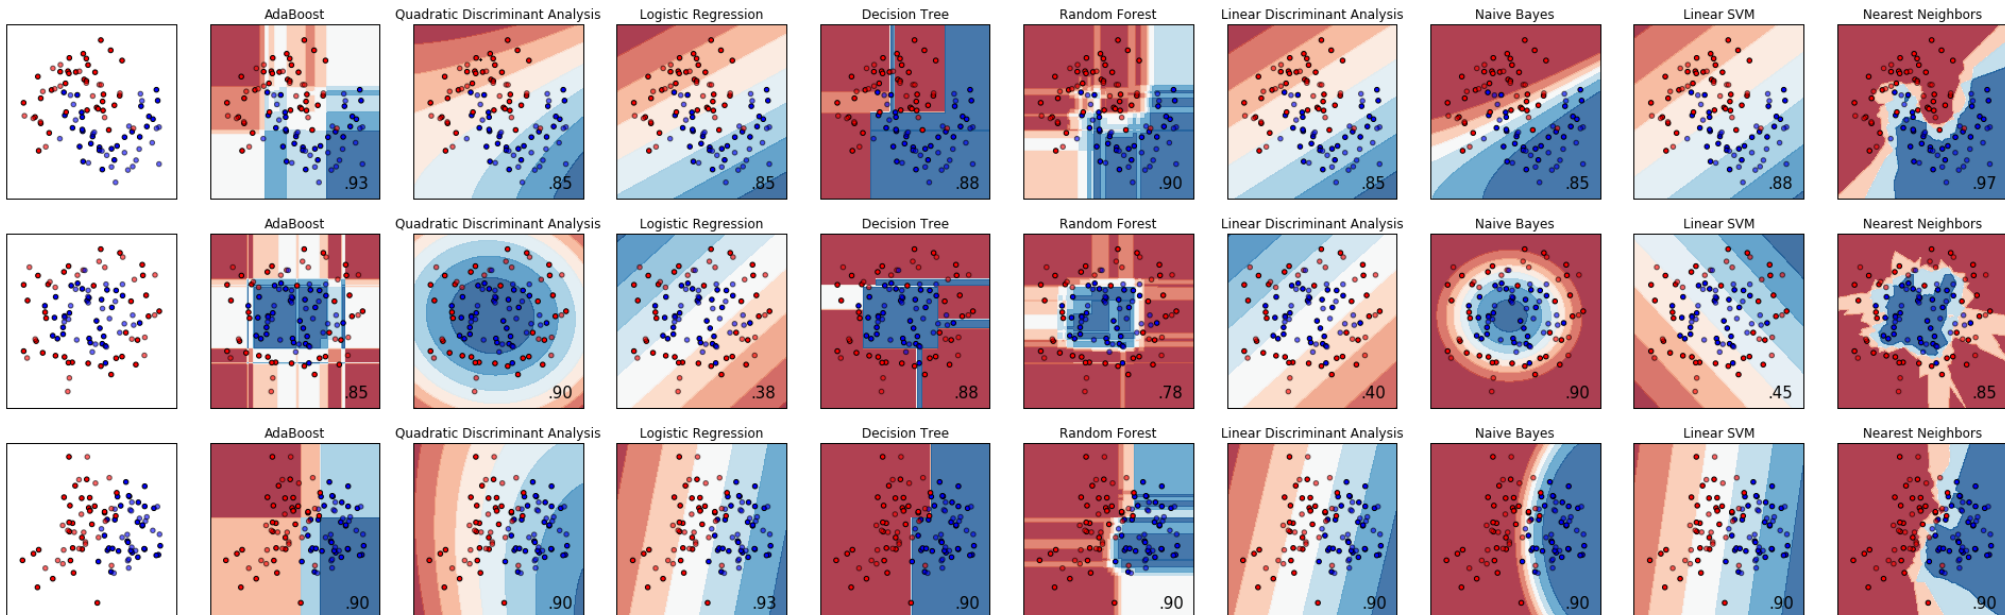 AdaBoost
Quadratic Discriminant Analysis
Logistic Regression
Decision Tree
Random Forest
Linear Discriminant Analysis
Naive Bayes
Linear SVM
Nearest Neighbors
.93
.85
.85
.88
.90
.85
.85
.88
.97
AdaBoost
Quadratic Discriminant Analysis
Logistic Regression
Decision Tree
Random Forest
Linear Discriminant Analysis
Naive Bayes
Linear SVM
Nearest Neighbors
.85
.90
.38
.88
.78
.40
.90
.45
.85
AdaBoost
Quadratic Discriminant Analysis
Logistic Regression
Decision Tree
Random Forest
Linear Discriminant Analysis
Naive Bayes
Linear SVM
Nearest Neighbors
.90
.90
.93
.90
.90
.90
.90
.90
.90